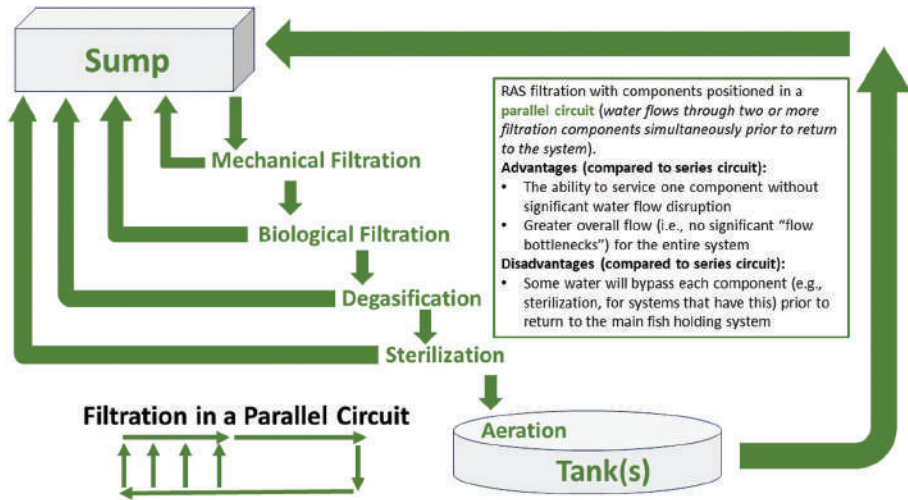 Sump
RAS filtration with components positioned in a
parallel circuit (water flows through two or more
filtration components simultaneously prior to return
to the system).
Advantages (compared to series circuit):
• The ability to service one component without
significant water flow disruption
• Greater overall flow (i.e., no significant “flow
bottlenecks”) for the entire system
Disadvantages (compared to series circuit):
• Some water will bypass each component (e.g.,
sterilization, for systems that have this) prior to
return to the main fish holding system
Mechanical Filtration
Biological Filtration
Degasification
Sterilization
Filtration in a Parallel Circuit
Aeration
Tank(s)